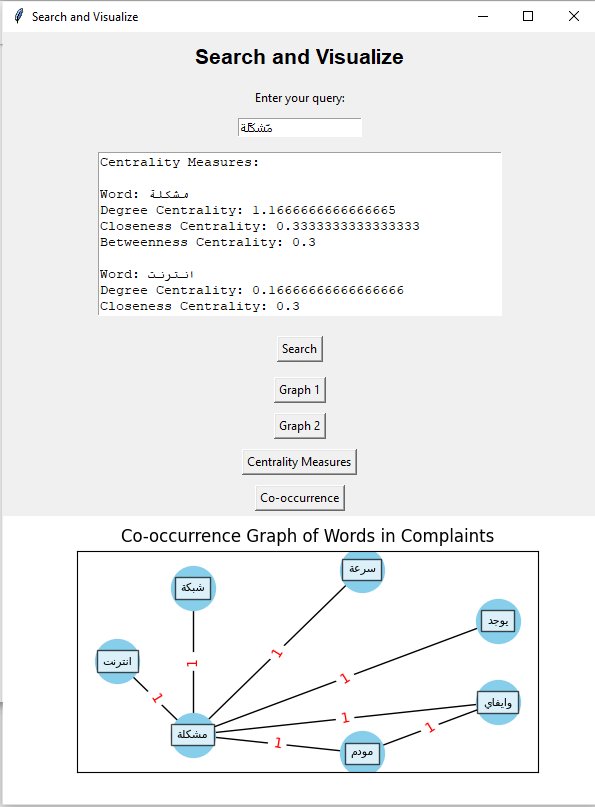 Search and Visualize
Search and Visualize
Enter your query:
مّشكلّة
Centrality Measures:
Word: مشكلة
Degree Centrality: 1.1666666666666665
Closeness Centrality: 0.3333333333333333
Betweenness Centrality: 0.3
Word: انترنت
Degree Centrality: 0.16666666666666666
Closeness Centrality: 0.3
Search
Graph 1
Graph 2
Centrality Measures
Co-occurrence
Co-occurrence Graph of Words in Complaints
سرعة
شبكة
يوجد
1
انترنت
1
1
وايفاي
1
1
1
مشكلة
1
مودم